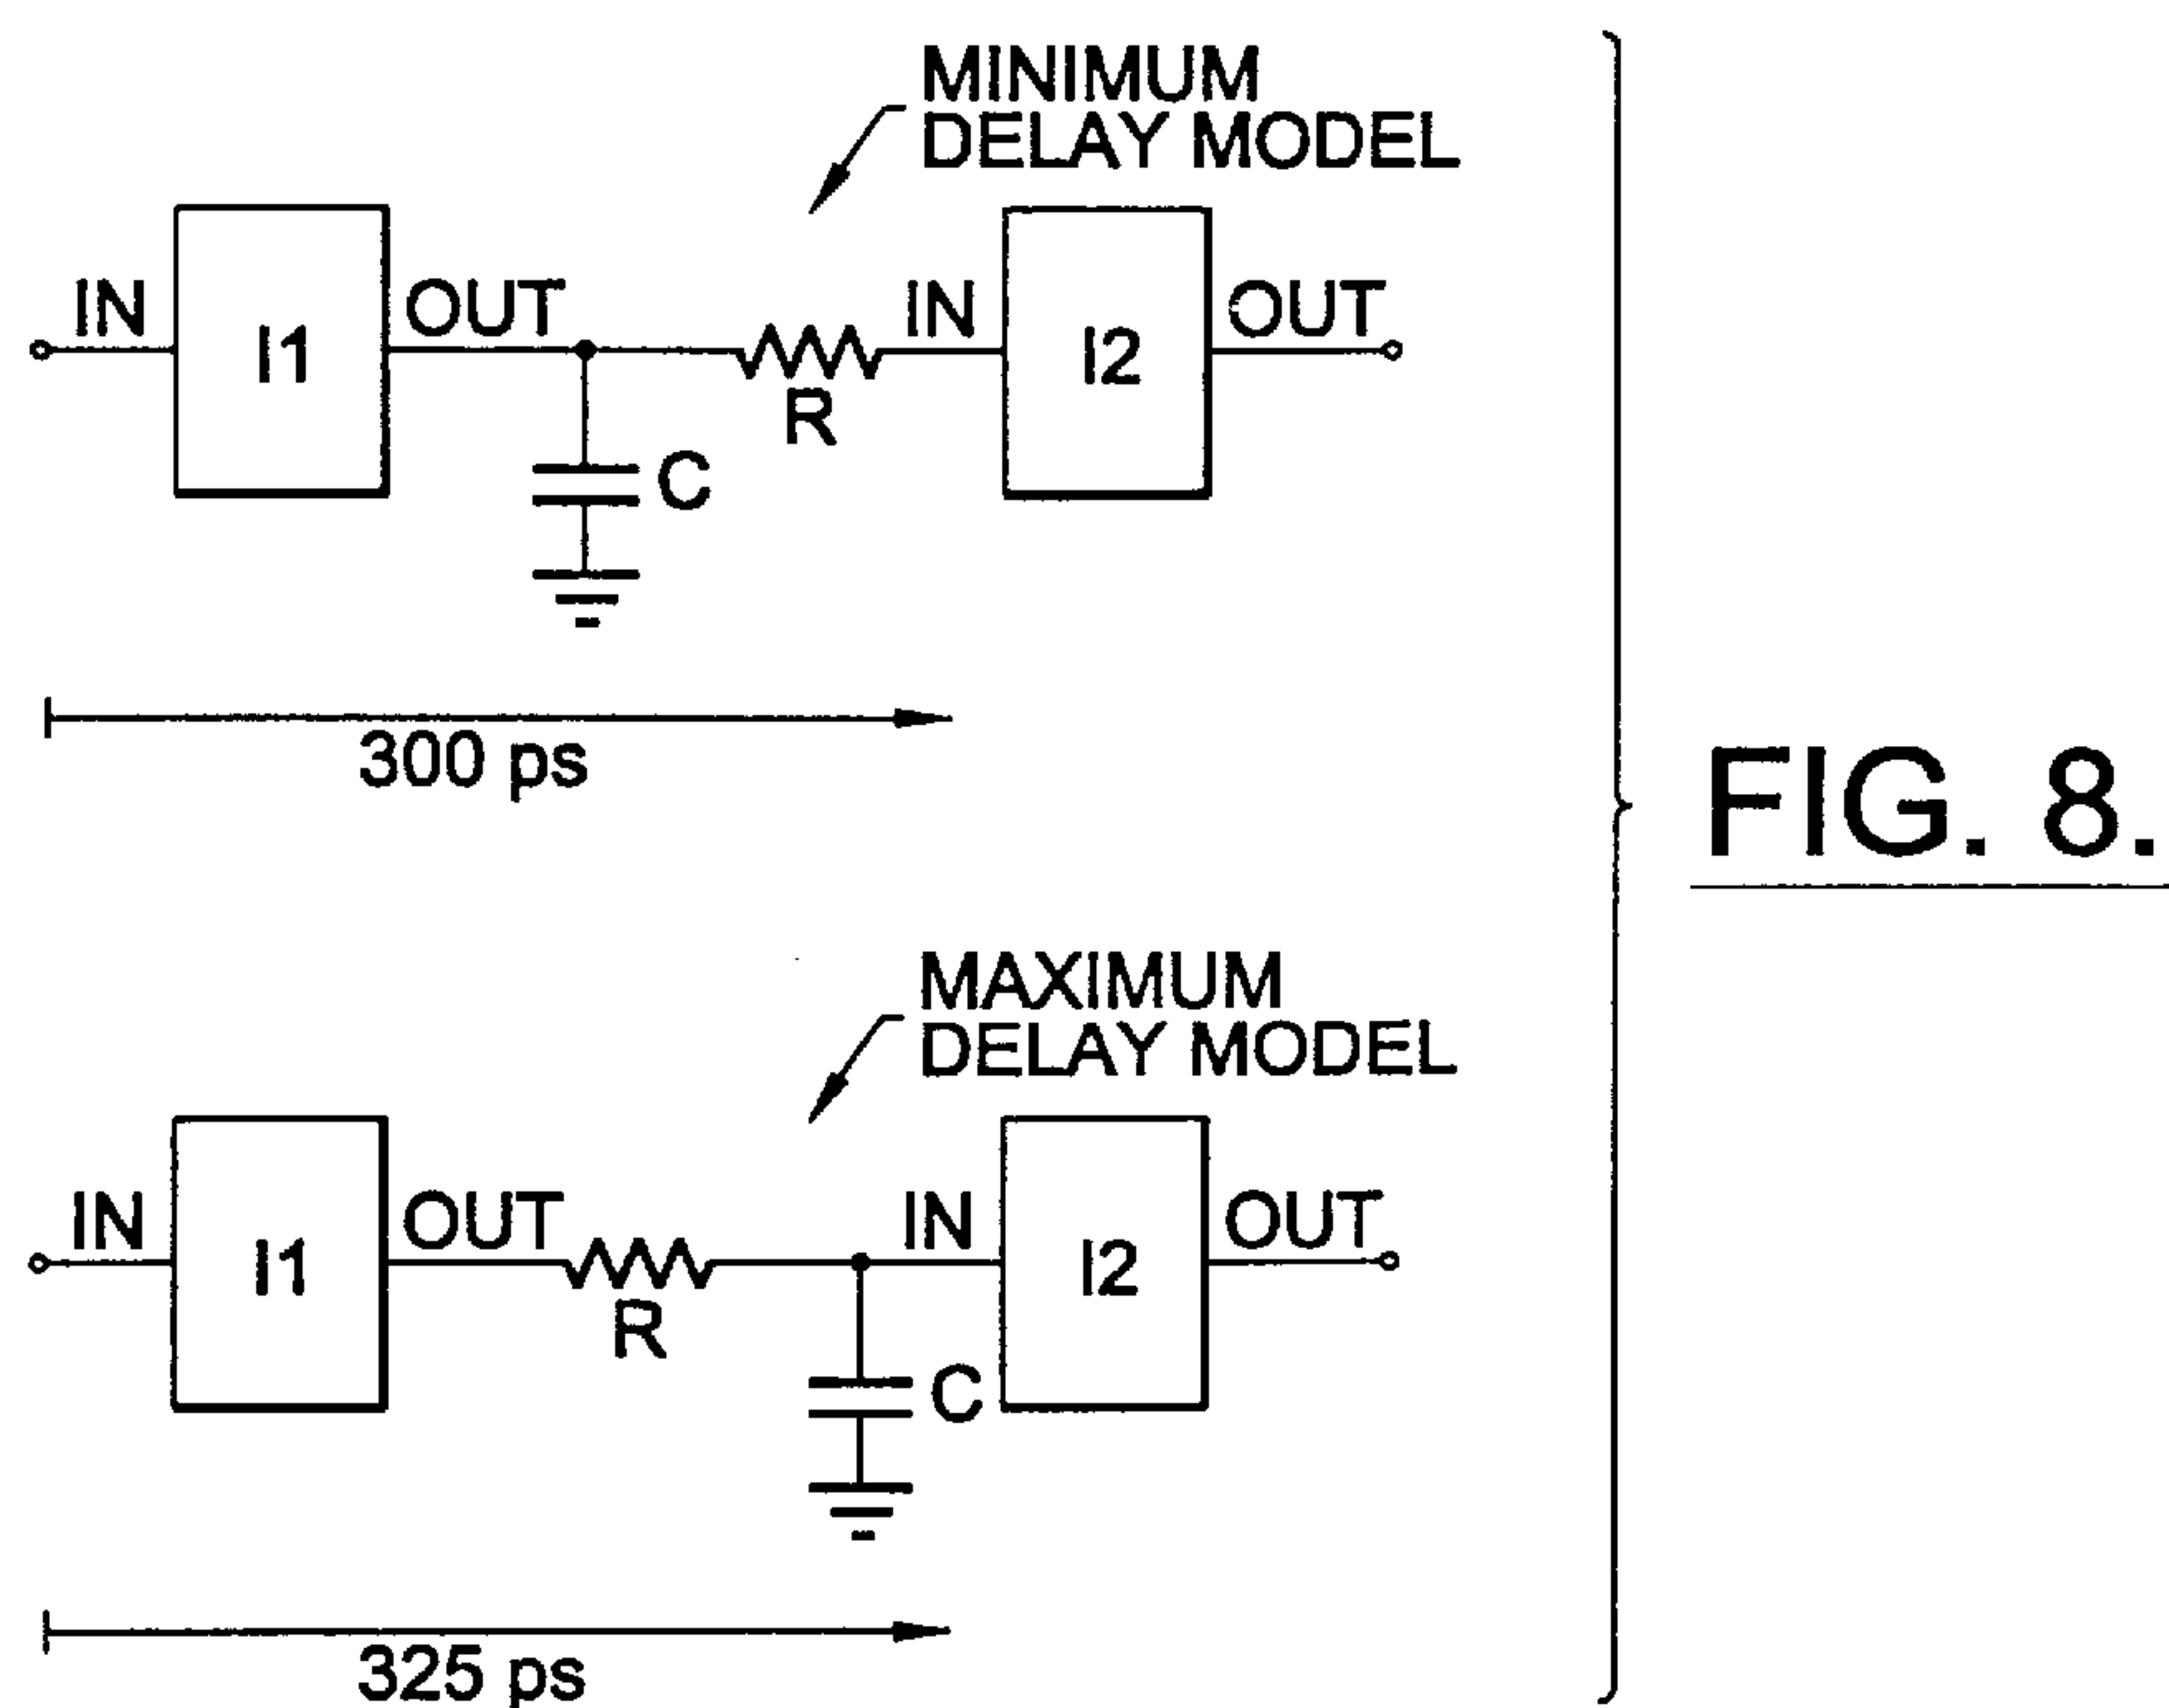 MINIMUM
DELAY MODEL
IN
I1
OUT
IN
I2
OUT
R
C
300 ps
FIG. 8.
MAXIMUM
DELAY MODEL
IN
I1
OUT
IN
I2
OUT
R
C
325 ps